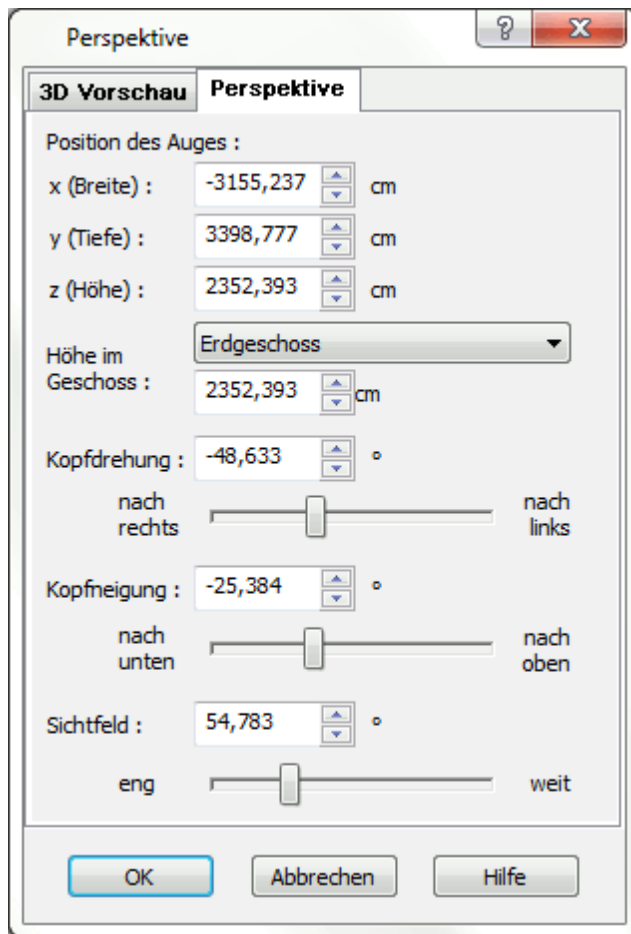 Perspektive
3D Vorschau Perspektive
Position des Auges :
x (Breite) : -3155,237 cm
y (Tiefe) : 3398,777 cm
z (Höhe) : 2352,393 cm
Erdgeschoss
Höhe im
Geschoss : 2352,393 cm
Kopfdrehung : -48,633 °
nach nach
rechts links
Kopfneigung : -25,384 °
nach nach
unten oben
Sichtfeld : 54,783 °
eng weit
OK Abbrechen Hilfe